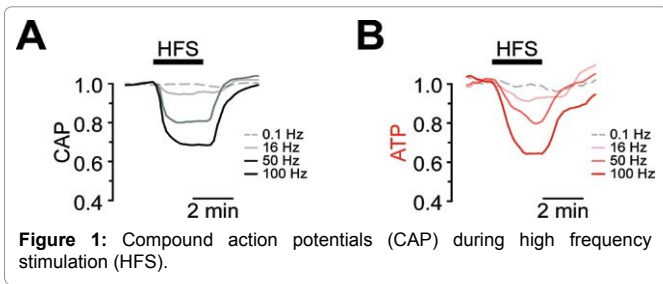 A
HFS
1.0
0.8
0.6
0.4
CAP
0.1 Hz
16 Hz
50 Hz
100 Hz
2 min
B
HFS
1.0
0.8
0.6
0.4
ATP
0.1 Hz
16 Hz
50 Hz
100 Hz
2 min
Figure 1: Compound action potentials (CAP) during high frequency
stimulation (HFS).